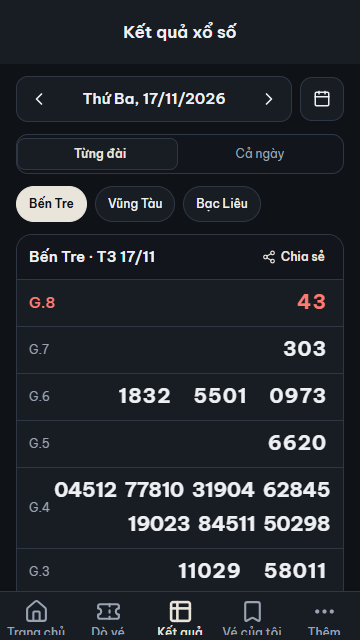 Kết quả xổ số
Thứ Ba, 17/11/2026
Từng đài
Cả ngày
Bến Tre
Vũng Tàu
Bạc Liêu
Bến Tre · T3 17/11
Chia sẻ
G.8 43
G.7 303
G.6 1832 5501 0973
G.5 6620
G.4 04512 77810 31904 62845
19023 84511 50298
G.3 11029 58011
Trang chủ
Dò vé
Kết quả
Vé của tôi
Thêm